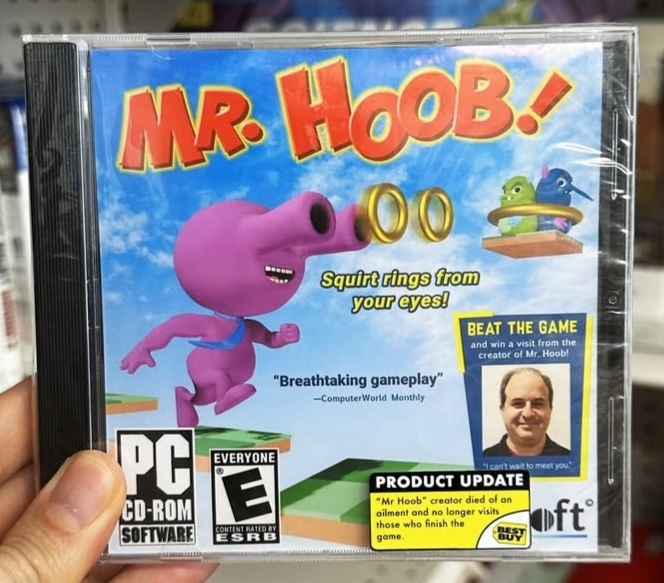 MR. HOOB!
Squirt rings from
your eyes!
BEAT THE GAME
and win a visit from the
creator of Mr. Hoob!
"I can't wait to meet you."
"Breathtaking gameplay"
—ComputerWorld Monthly
PC
CD-ROM
SOFTWARE
EVERYONE
E
CONTENT RATED BY
ESRB
PRODUCT UPDATE
"Mr Hoob" creator died of an
ailment and no longer visits
those who finish the
game.
BEST
BUY
oft